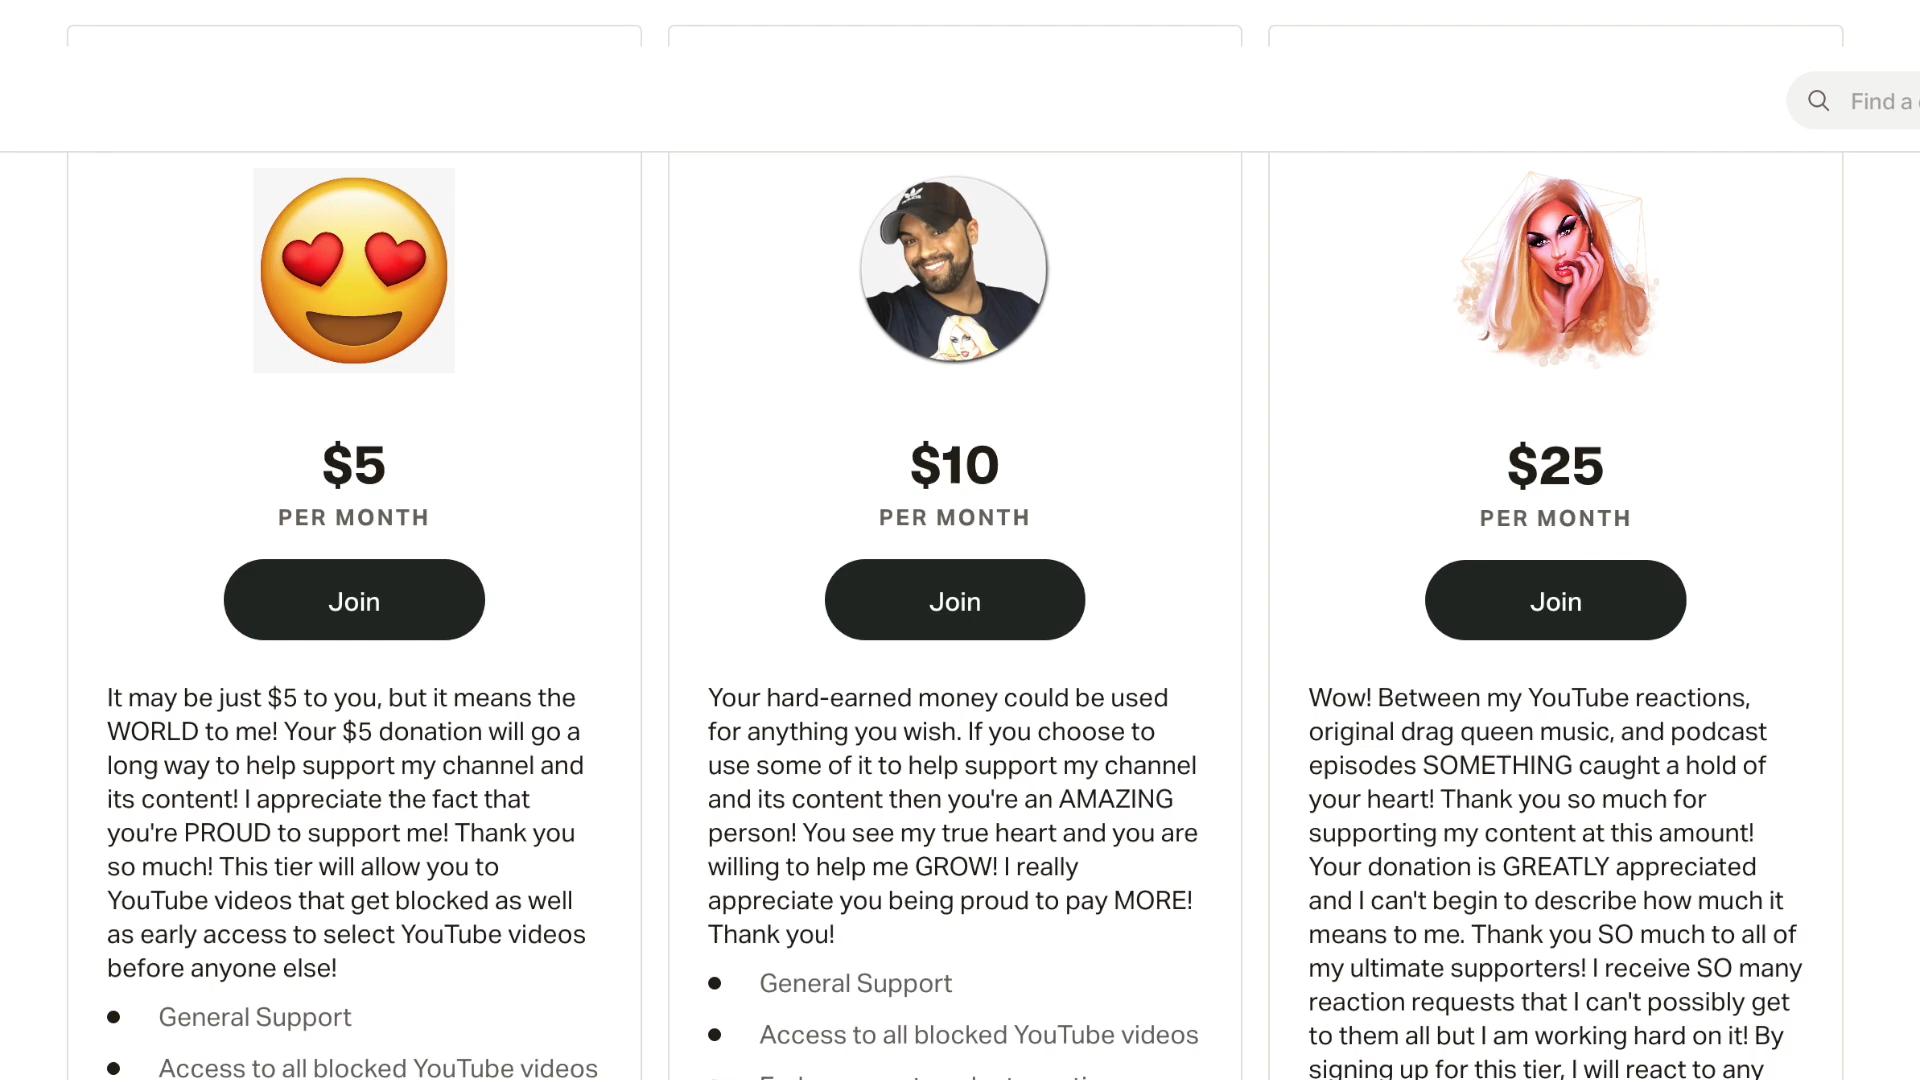 Find a
$5
PER MONTH
Join
It may be just $5 to you, but it means the
WORLD to me! Your $5 donation will go a
long way to help support my channel and
its content! I appreciate the fact that
you're PROUD to support me! Thank you
so much! This tier will allow you to
YouTube videos that get blocked as well
as early access to select YouTube videos
before anyone else!
General Support
Access to all blocked YouTube videos
$10
PER MONTH
Join
Your hard-earned money could be used
for anything you wish. If you choose to
use some of it to help support my channel
and its content then you're an AMAZING
person! You see my true heart and you are
willing to help me GROW! I really
appreciate you being proud to pay MORE!
Thank you!
General Support
Access to all blocked YouTube videos
$25
PER MONTH
Join
Wow! Between my YouTube reactions,
original drag queen music, and podcast
episodes SOMETHING caught a hold of
your heart! Thank you so much for
supporting my content at this amount!
Your donation is GREATLY appreciated
and I can't begin to describe how much it
means to me. Thank you SO much to all of
my ultimate supporters! I receive SO many
reaction requests that I can't possibly get
to them all but I am working hard on it! By
signing up for this tier, I will react to any